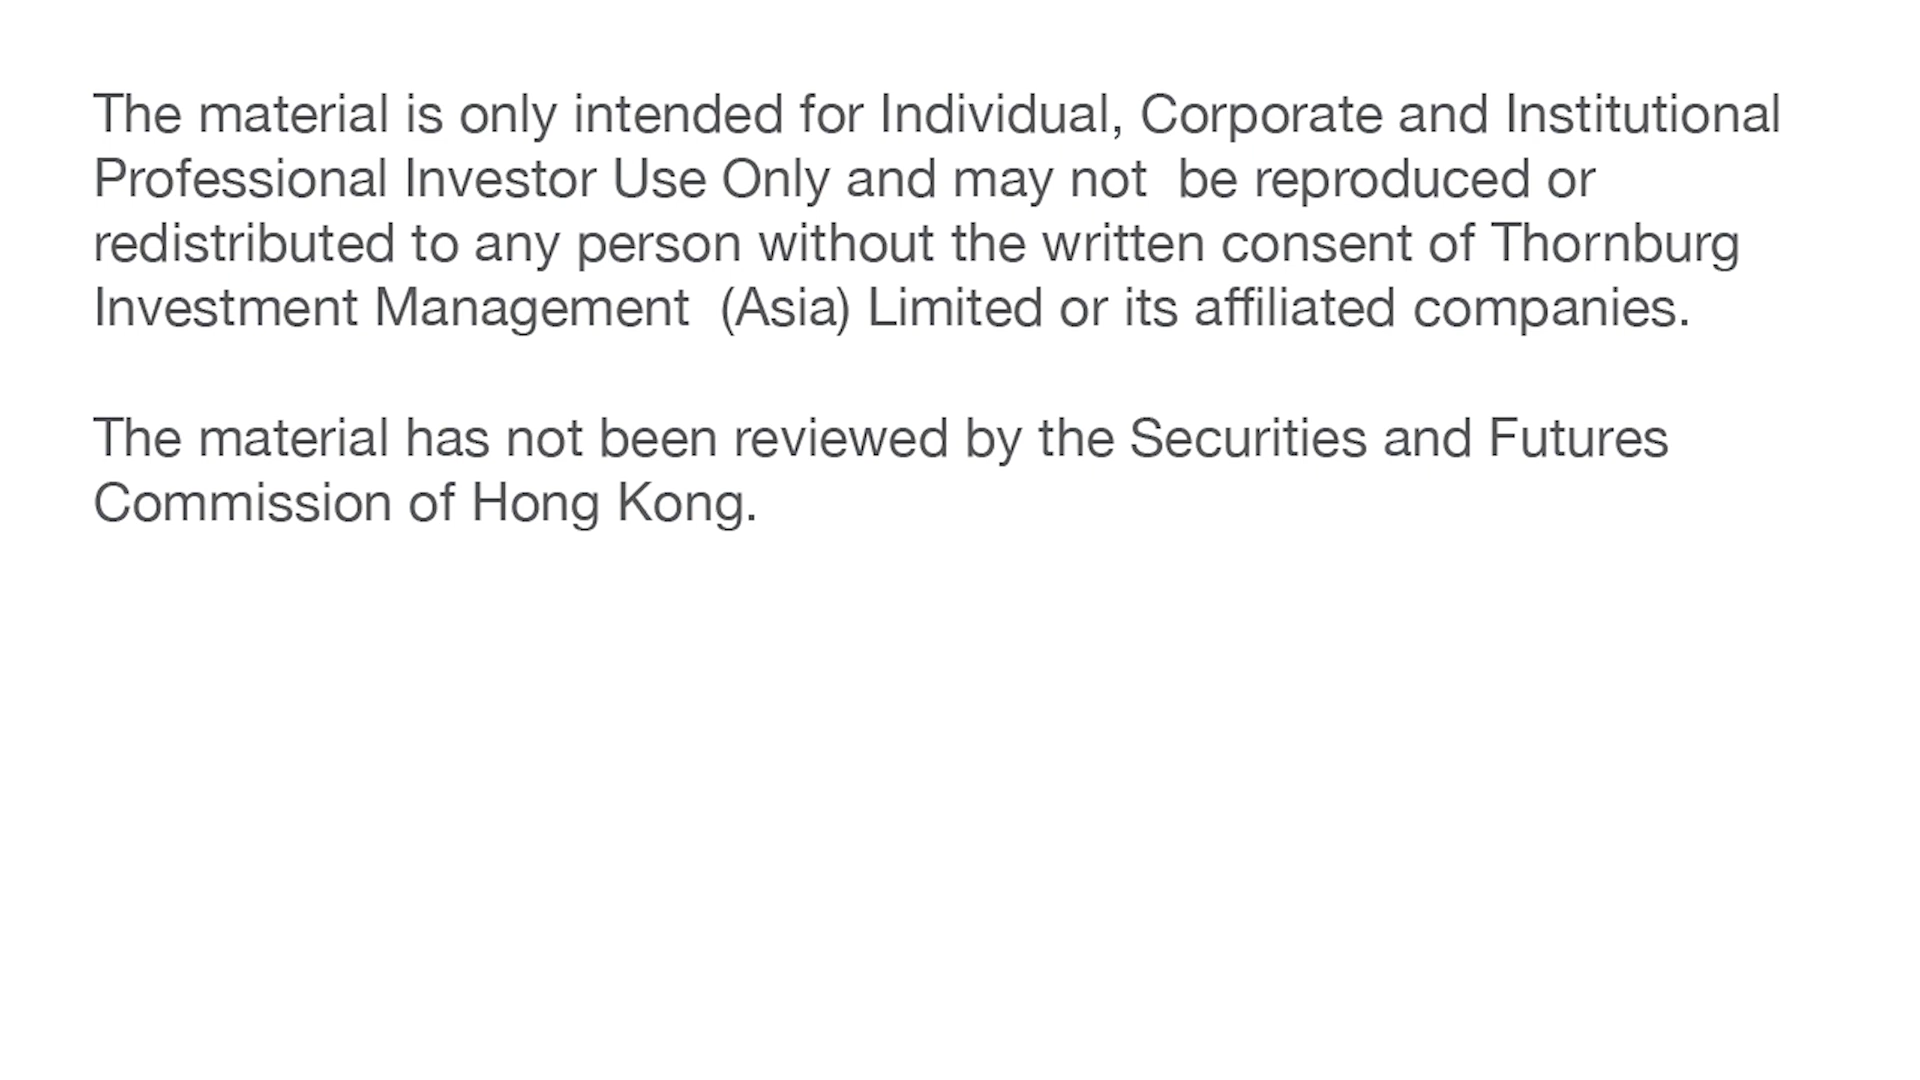 The material is only intended for Individual, Corporate and Institutional
Professional Investor Use Only and may not  be reproduced or
redistributed to any person without the written consent of Thornburg
Investment Management  (Asia) Limited or its affiliated companies.
The material has not been reviewed by the Securities and Futures
Commission of Hong Kong.